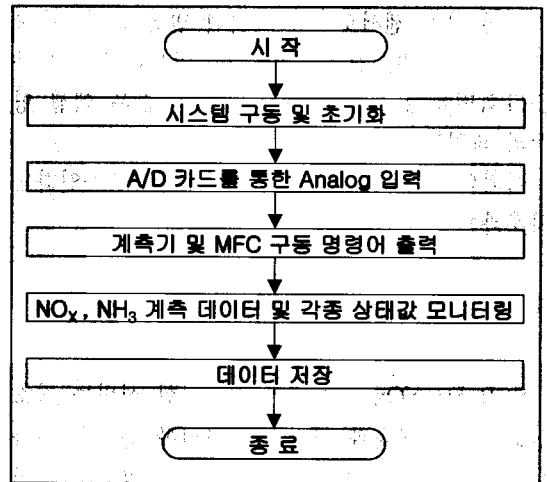 시 작
시스템 구동 및 초기화
A/D 카드를 통한 Analog 입력
계측기 및 MFC 구동 명령어 출력
NOx, NH3 계측 데이터 및 각종 상태값 모니터링
데이터 저장
종 료